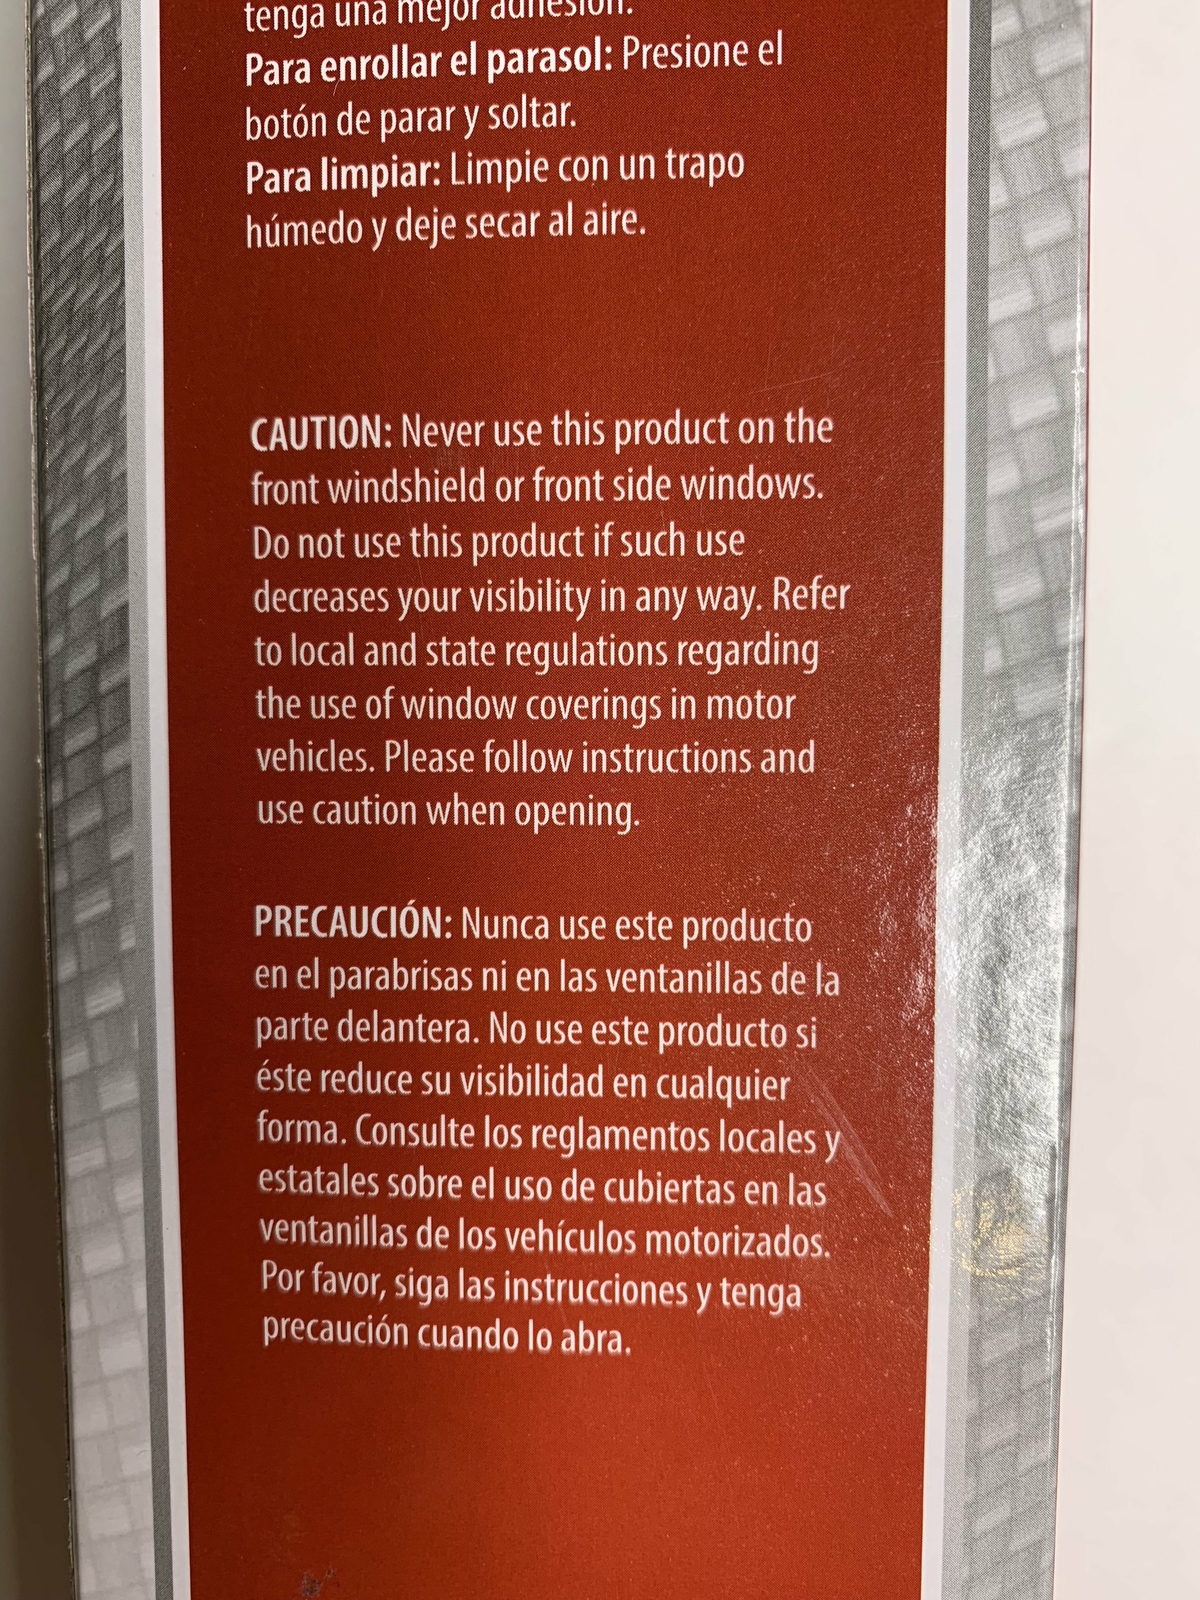 tenga una mejor adhesión.
Para enrollar el parasol: Presione el
botón de parar y soltar.
Para limpiar: Limpie con un trapo
húmedo y deje secar al aire.
CAUTION: Never use this product on the
front windshield or front side windows.
Do not use this product if such use
decreases your visibility in any way. Refer
to local and state regulations regarding
the use of window coverings in motor
vehicles. Please follow instructions and
use caution when opening.
PRECAUCIÓN: Nunca use este producto
en el parabrisas ni en las ventanillas de la
parte delantera. No use este producto si
éste reduce su visibilidad en cualquier
forma. Consulte los reglamentos locales y
estatales sobre el uso de cubiertas en las
ventanillas de los vehículos motorizados.
Por favor, siga las instrucciones y tenga
precaución cuando lo abra.